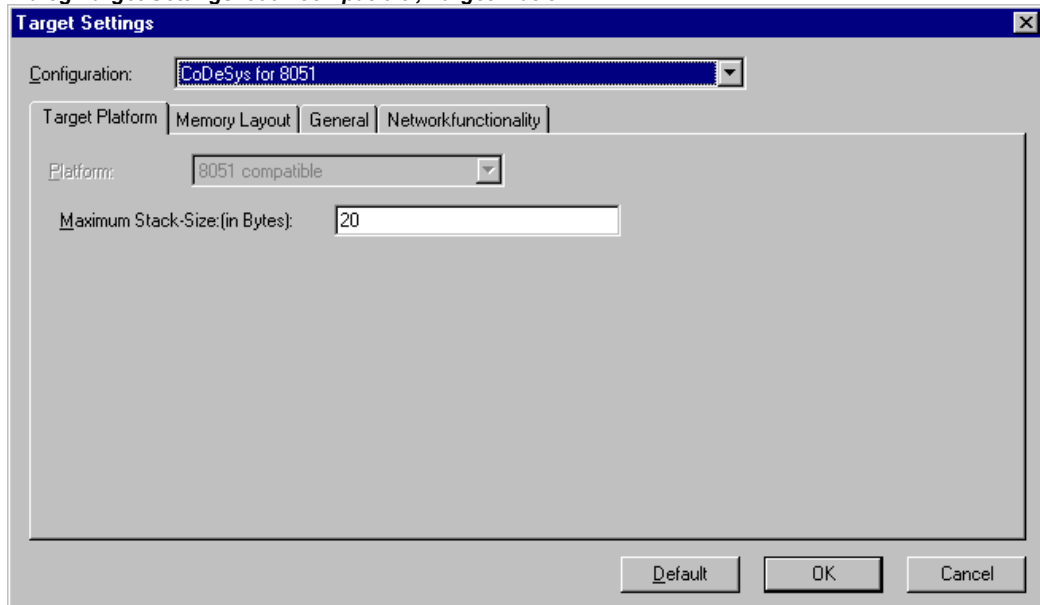 Target Settings
Configuration: CoDeSys for 8051
Target Platform Memory Layout General Networkfunctionality
Platform: 8051 compatible
Maximum Stack-Size:(in Bytes): 20
Default OK Cancel